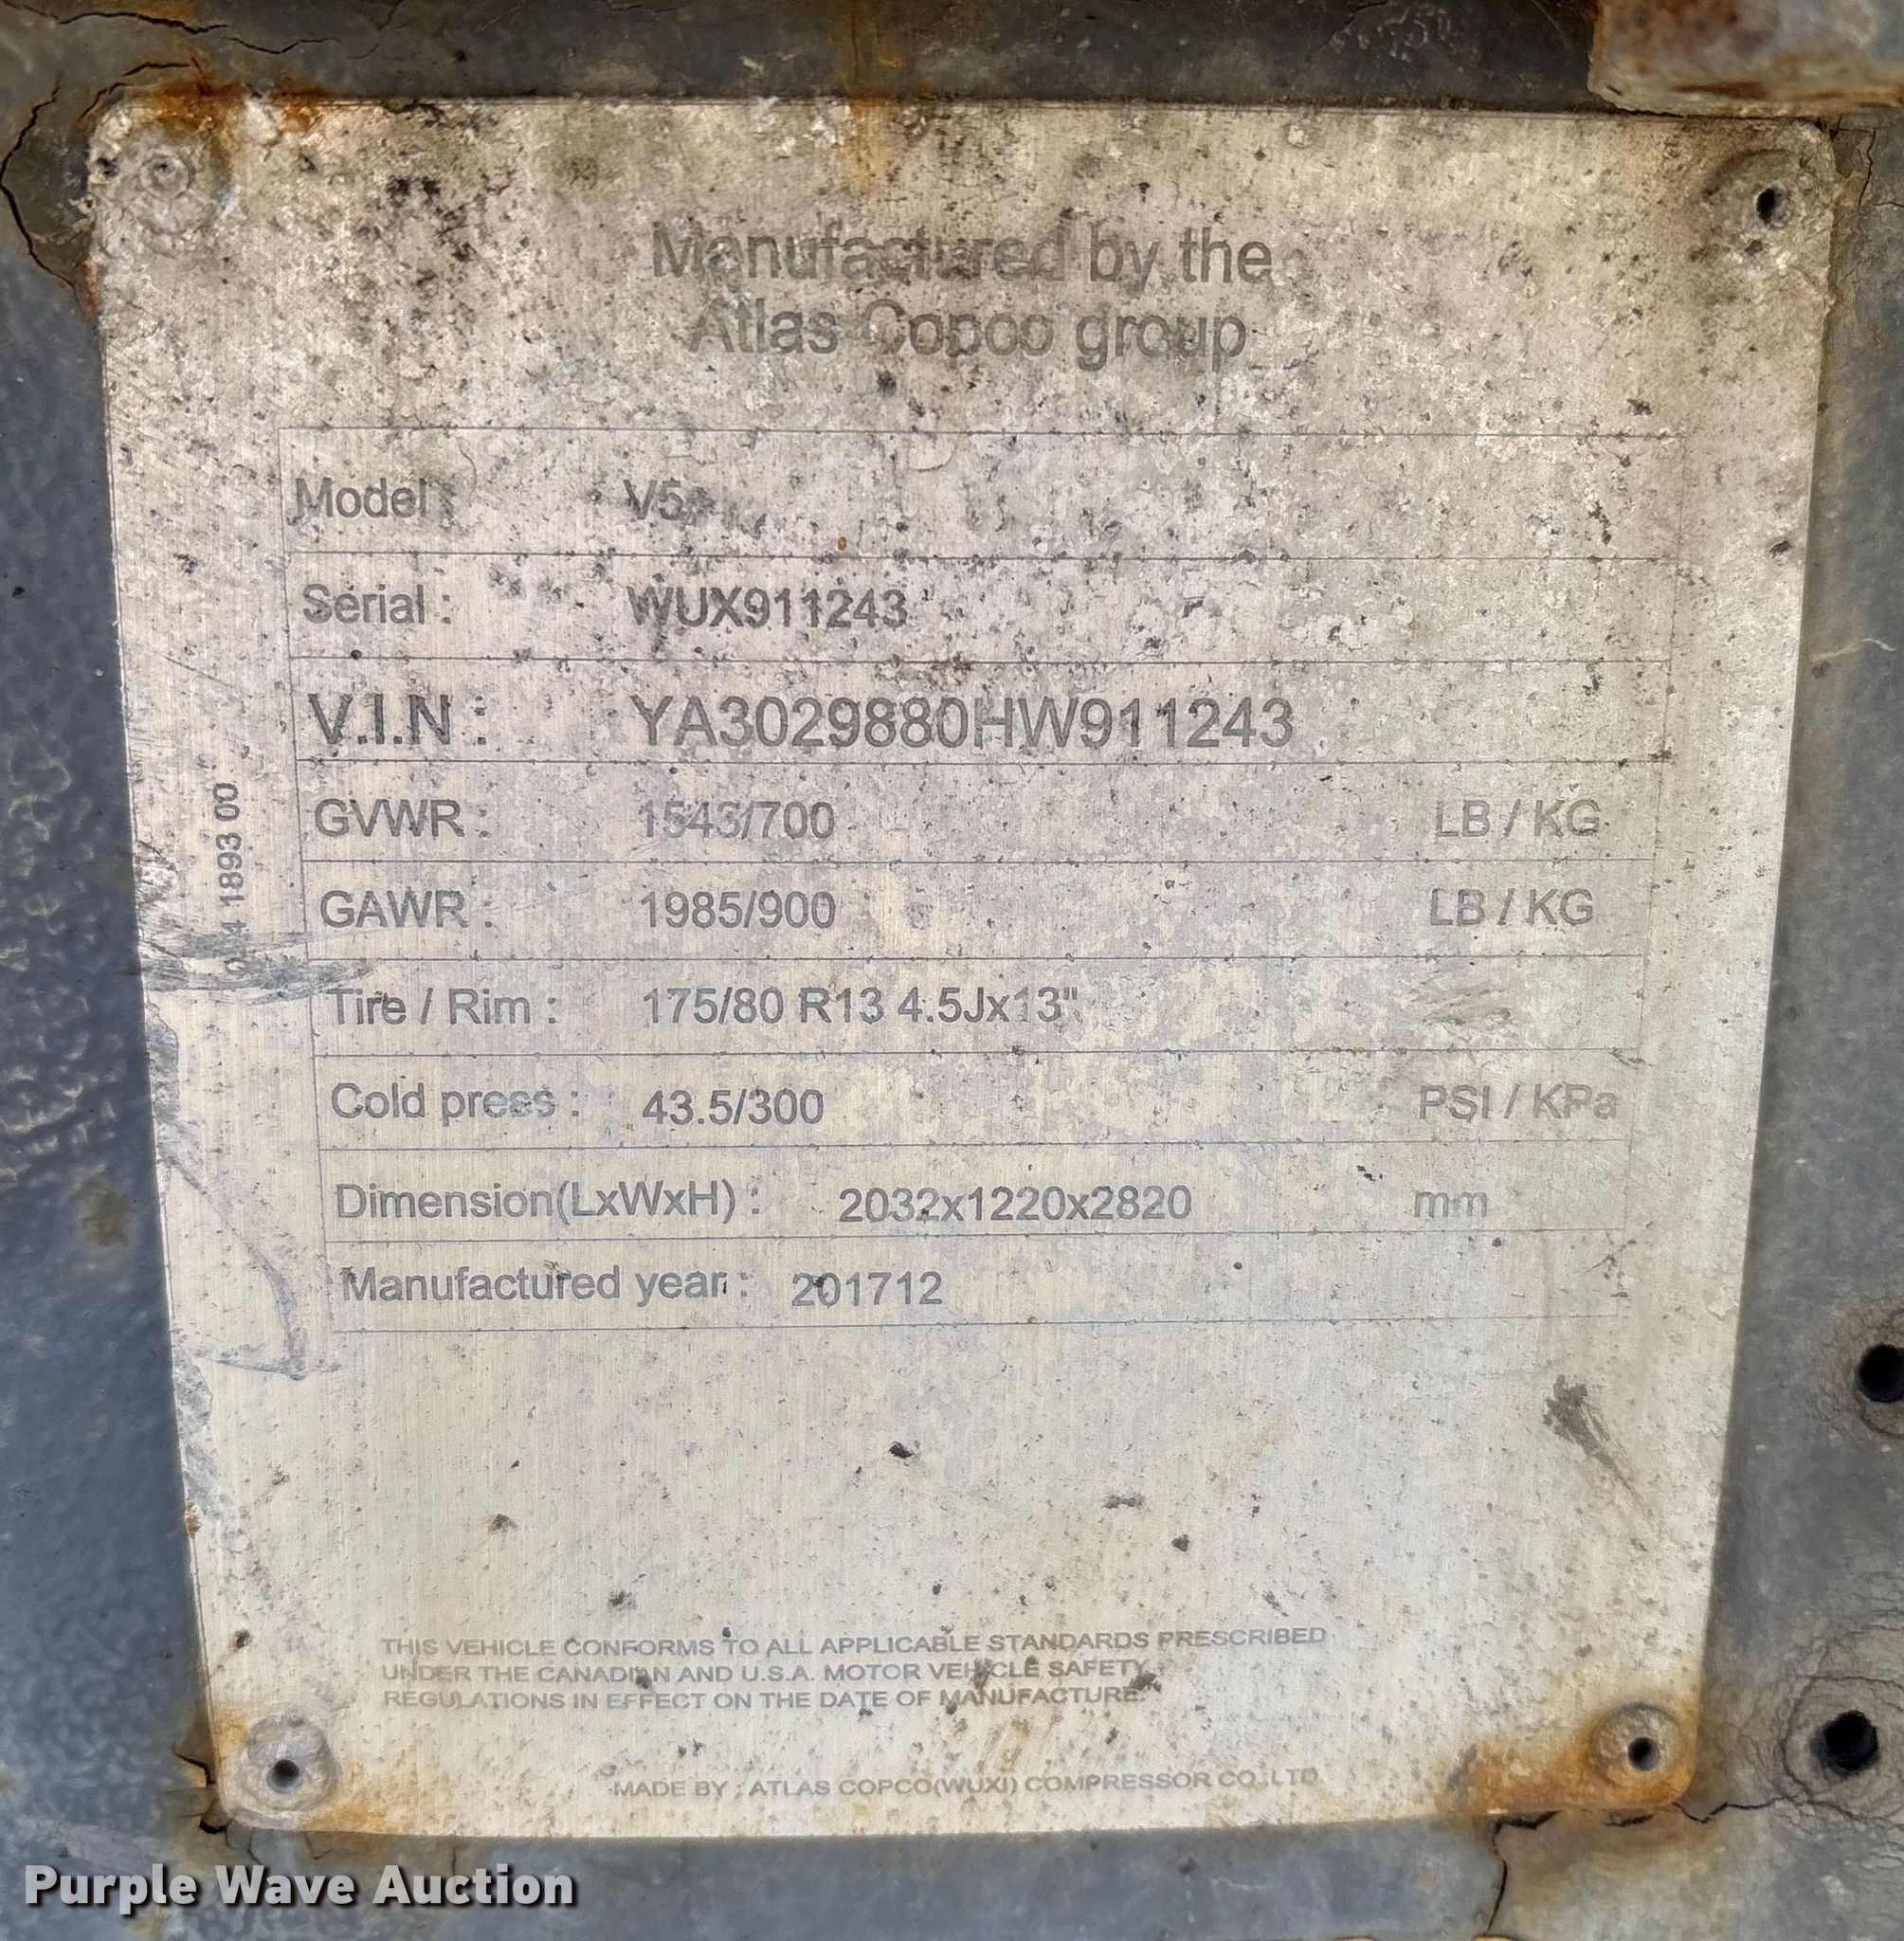 Manufactured by the
Atlas Copco group
Model : V5
Serial : WUX911243
V.I.N : YA3029880HW911243
GVWR : 1543/700 LB / KG
GAWR : 1985/900 LB / KG
Tire / Rim : 175/80 R13 4.5Jx13"
Cold press : 43.5/300 PSI / KPa
Dimension(LxWxH) : 2032x1220x2820 mm
Manufactured year : 201712
18893 00
THIS VEHICLE CONFORMS TO ALL APPLICABLE STANDARDS PRESCRIBED
UNDER THE CANADIAN AND U.S.A. MOTOR VEHICLE SAFETY
REGULATIONS IN EFFECT ON THE DATE OF MANUFACTURE.
MADE BY : ATLAS COPCO(WUXI) COMPRESSOR CO.,LTD
Purple Wave Auction